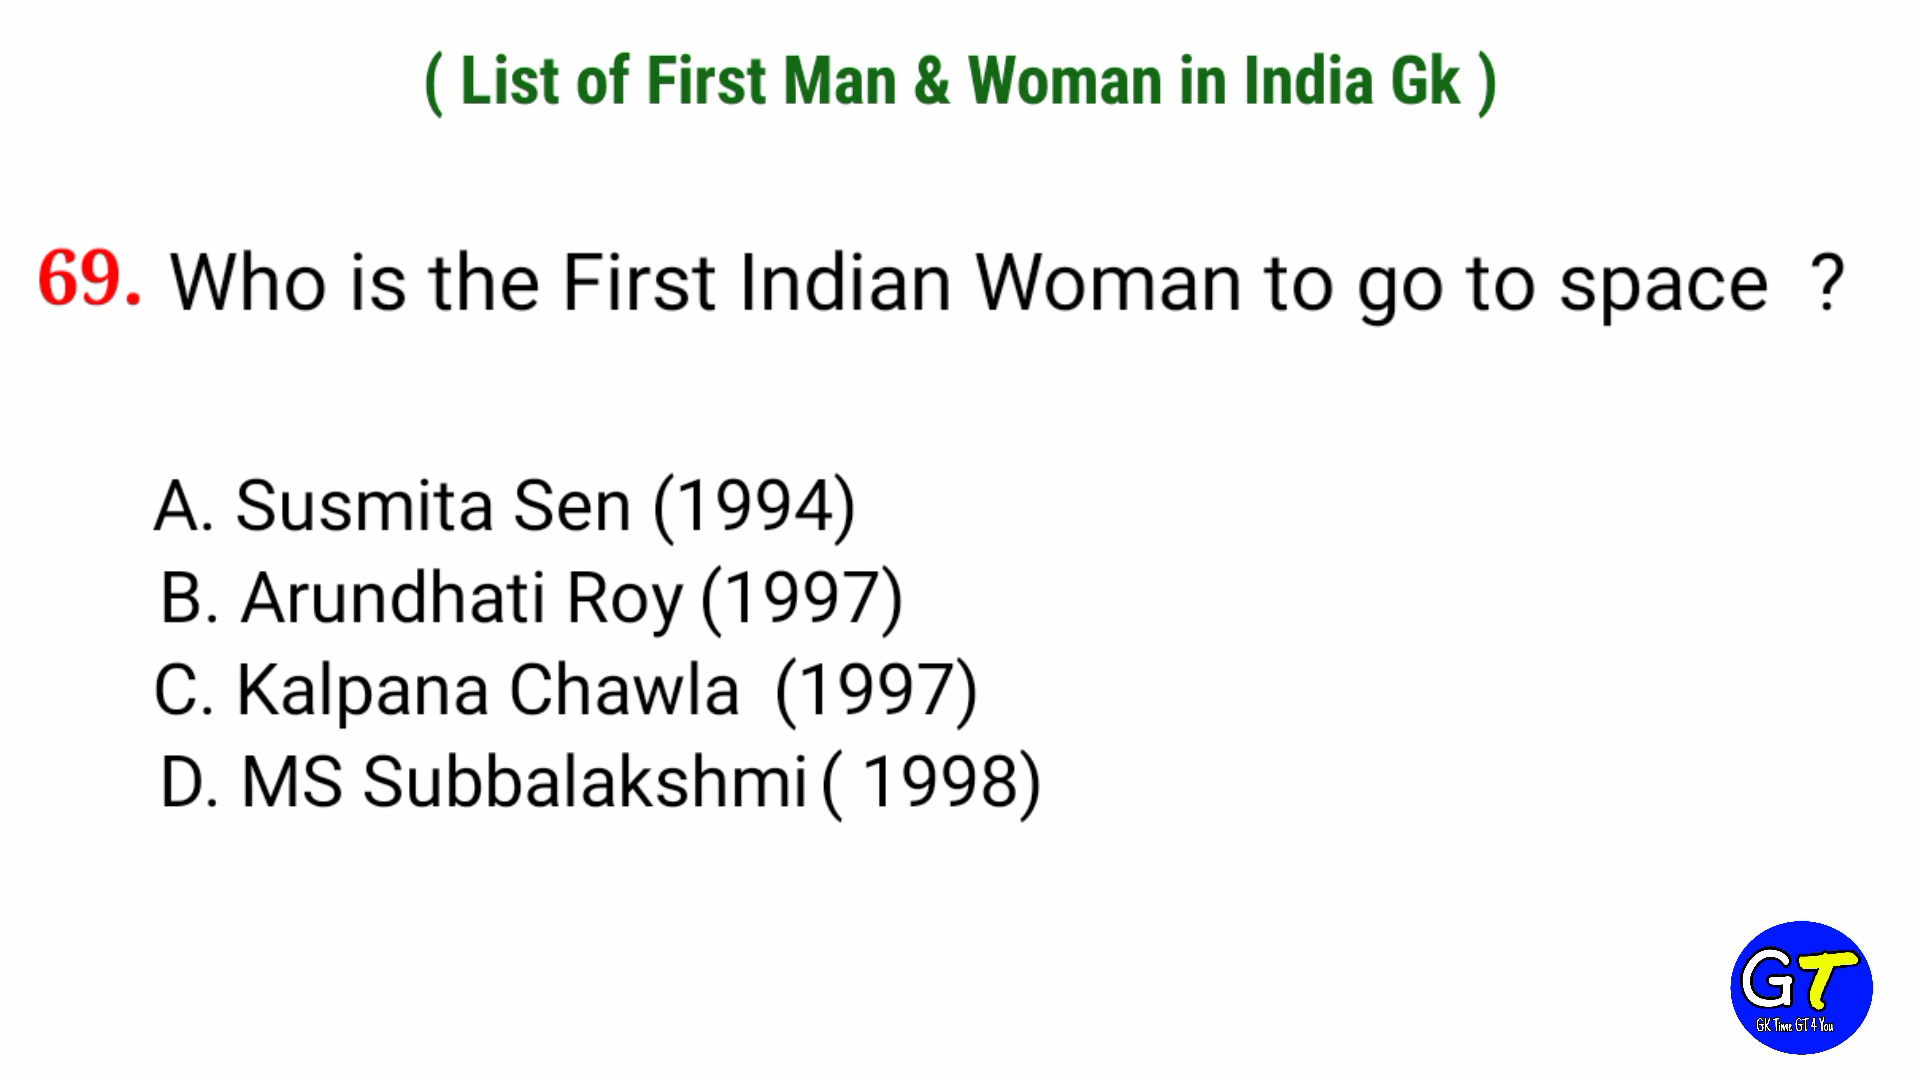 ( List of First Man & Woman in India Gk )
69. Who is the First Indian Woman to go to space ?
A. Susmita Sen (1994)
B. Arundhati Roy (1997)
C. Kalpana Chawla (1997)
D. MS Subbalakshmi ( 1998)
GT
GK Time GT 4 You